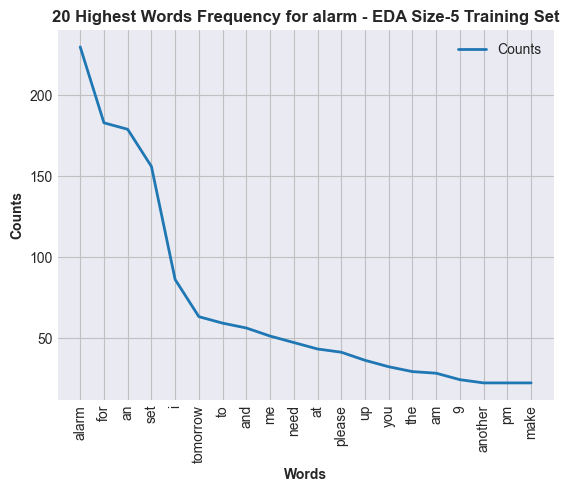 20 Highest Words Frequency for alarm - EDA Size-5 Training Set
Counts
200
150
100
50
Counts
alarm
for
an
set
i
tomorrow
to
and
me
need
at
please
up
you
the
am
9
another
pm
make
Words